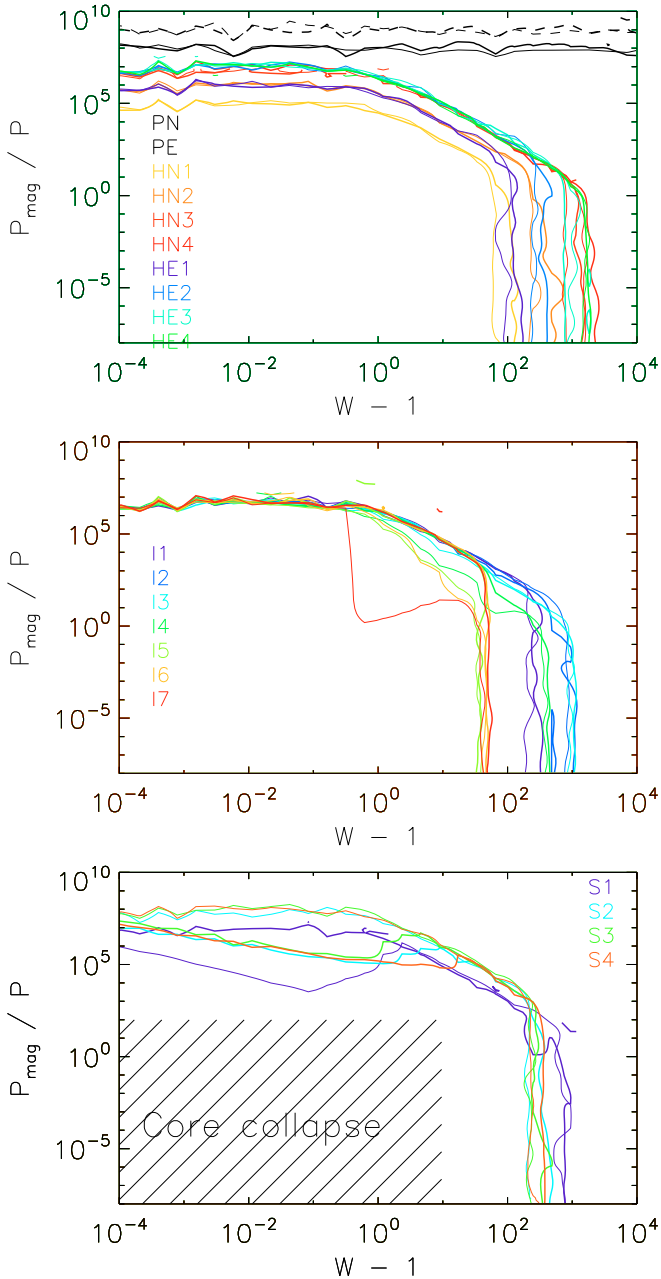 10^10
10^5
10^0
10^-5
P_mag / P
PN
PE
HN1
HN2
HN3
HN4
HE1
HE2
HE3
HE4
10^-4
10^-2
10^0
10^2
10^4
W - 1
10^10
10^5
10^0
10^-5
P_mag / P
I1
I2
I3
I4
I5
I6
I7
10^-4
10^-2
10^0
10^2
10^4
W - 1
10^10
10^5
10^0
10^-5
P_mag / P
S1
S2
S3
S4
Core collapse
10^-4
10^-2
10^0
10^2
10^4
W - 1